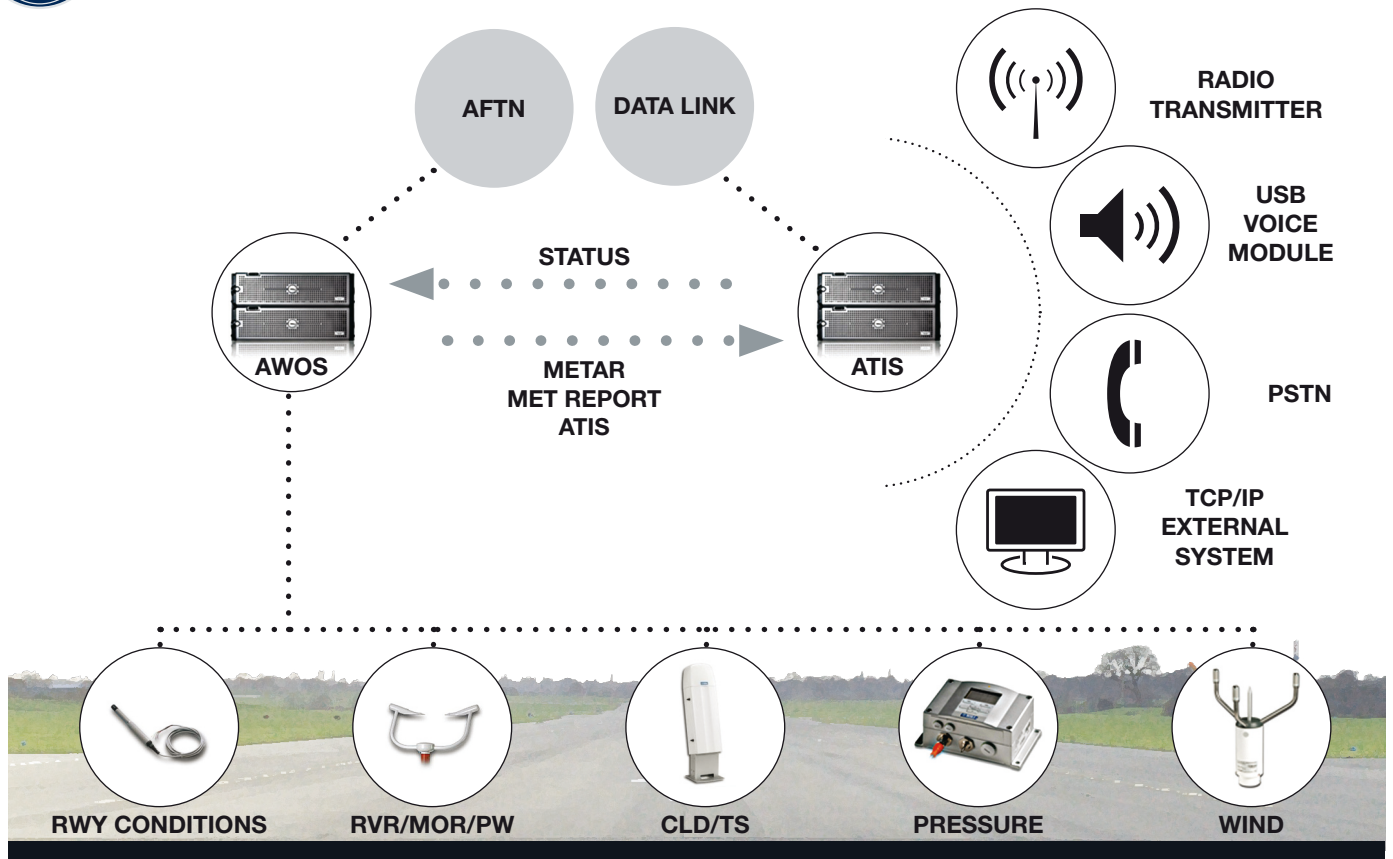 AFTN
DATA LINK
RADIO
TRANSMITTER
USB
VOICE
MODULE
STATUS
AWOS
ATIS
METAR
MET REPORT
ATIS
PSTN
TCP/IP
EXTERNAL
SYSTEM
RWY CONDITIONS
RVR/MOR/PW
CLD/TS
PRESSURE
WIND